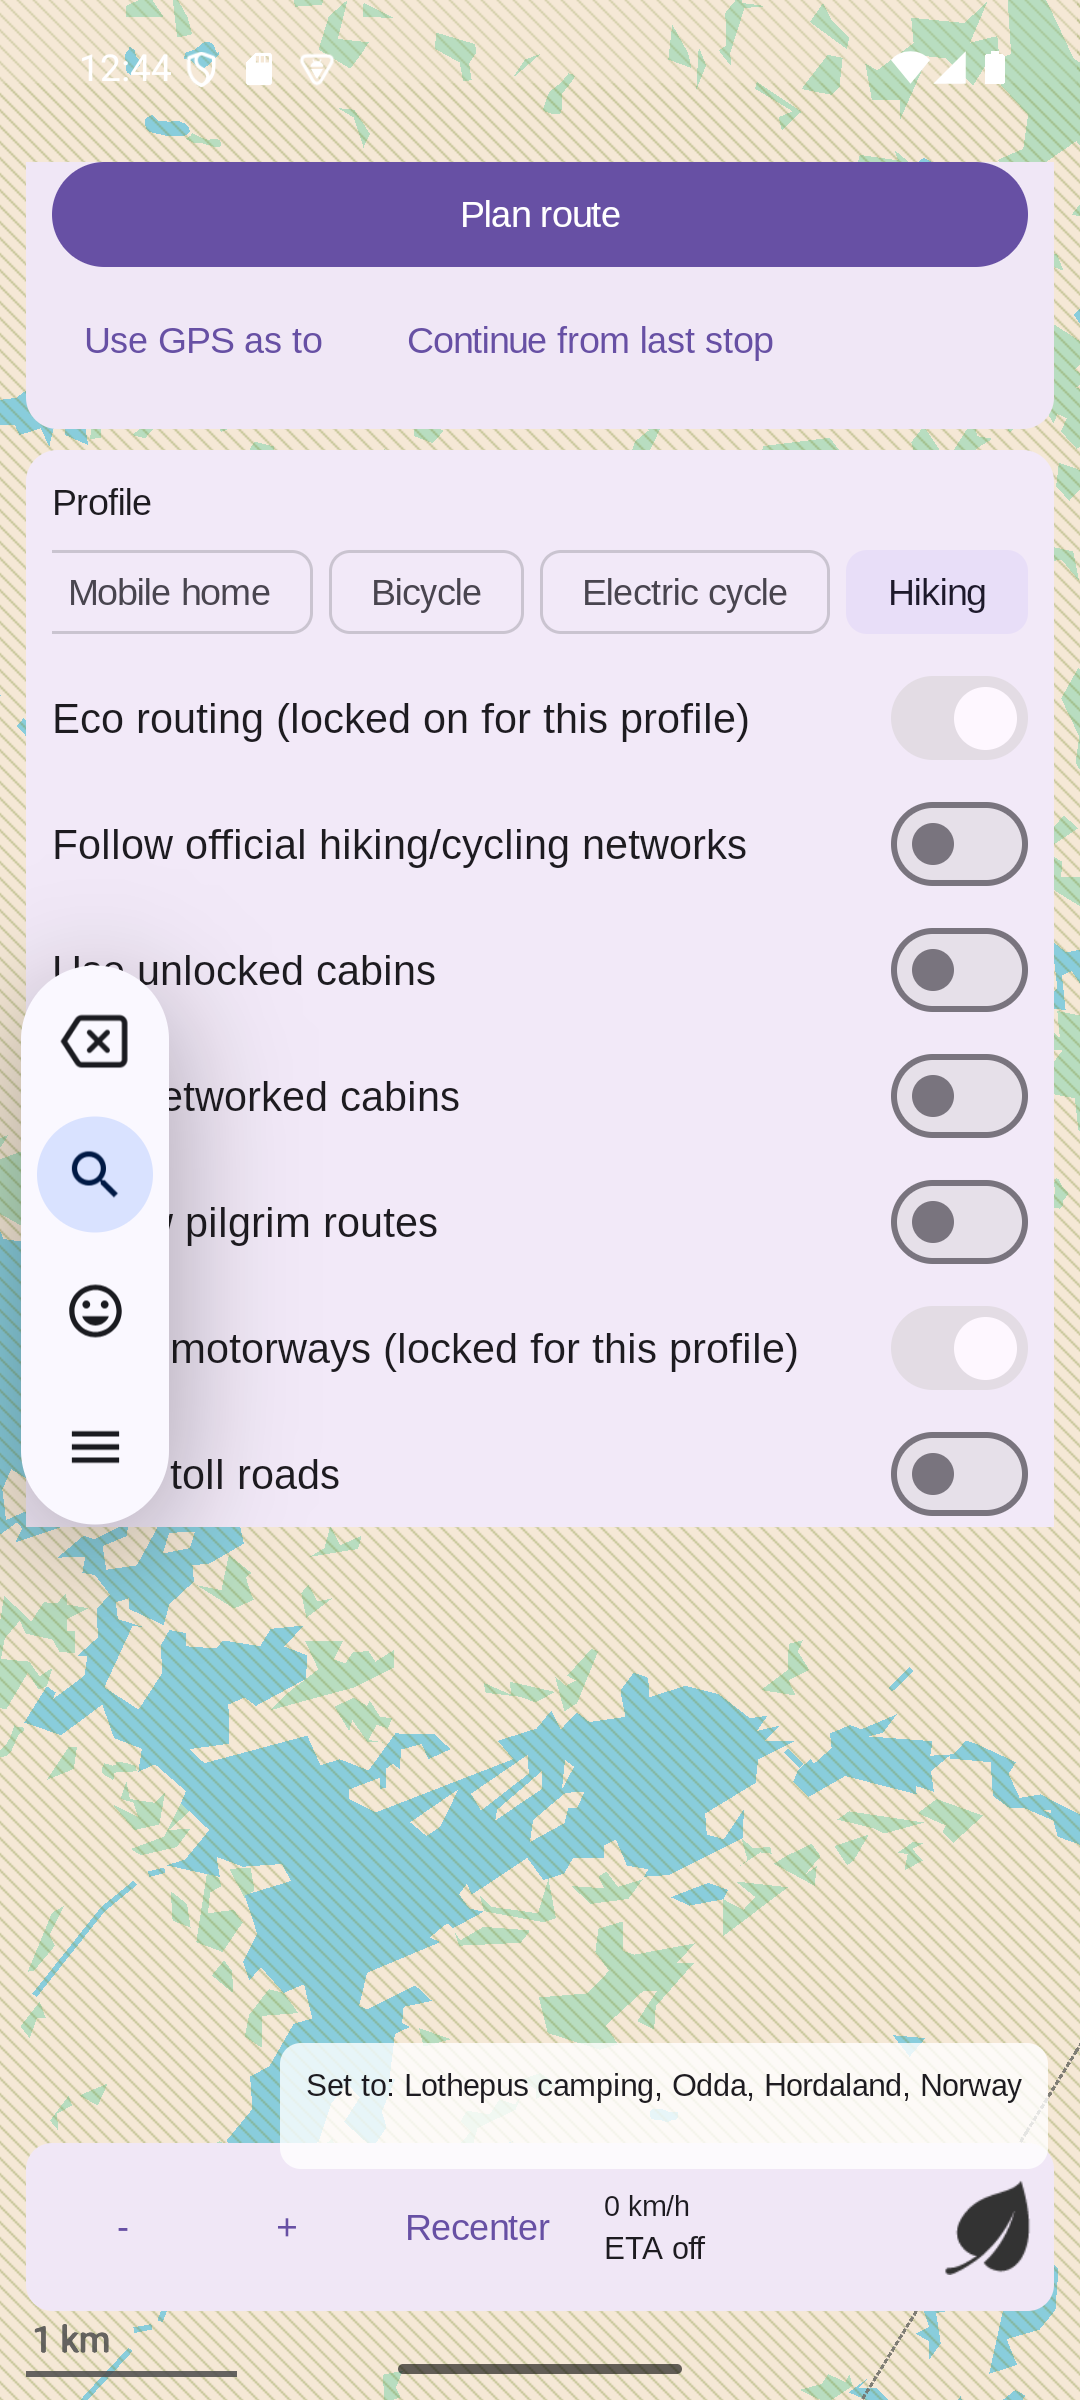 12:44
Plan route
Use GPS as to
Continue from last stop
Profile
Mobile home
Bicycle
Electric cycle
Hiking
Eco routing (locked on for this profile)
Follow official hiking/cycling networks
unlocked cabins
etworked cabins
pilgrim routes
motorways (locked for this profile)
toll roads
Set to: Lothepus camping, Odda, Hordaland, Norway
- + Recenter
0 km/h
ETA off
1 km